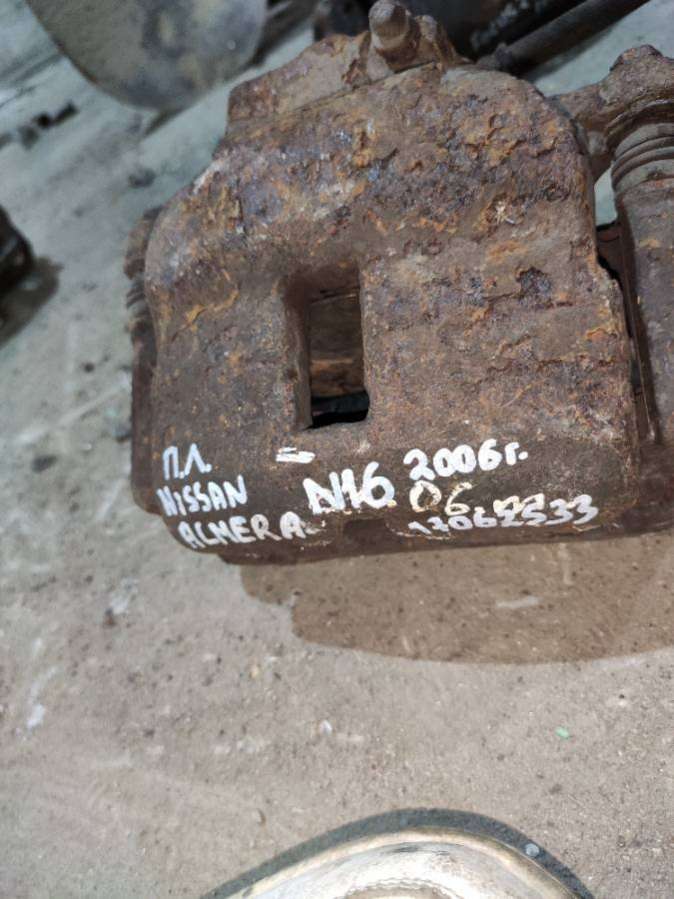 П.Л.
NISSAN
ALMERA
N16 2006г.
06
13062533